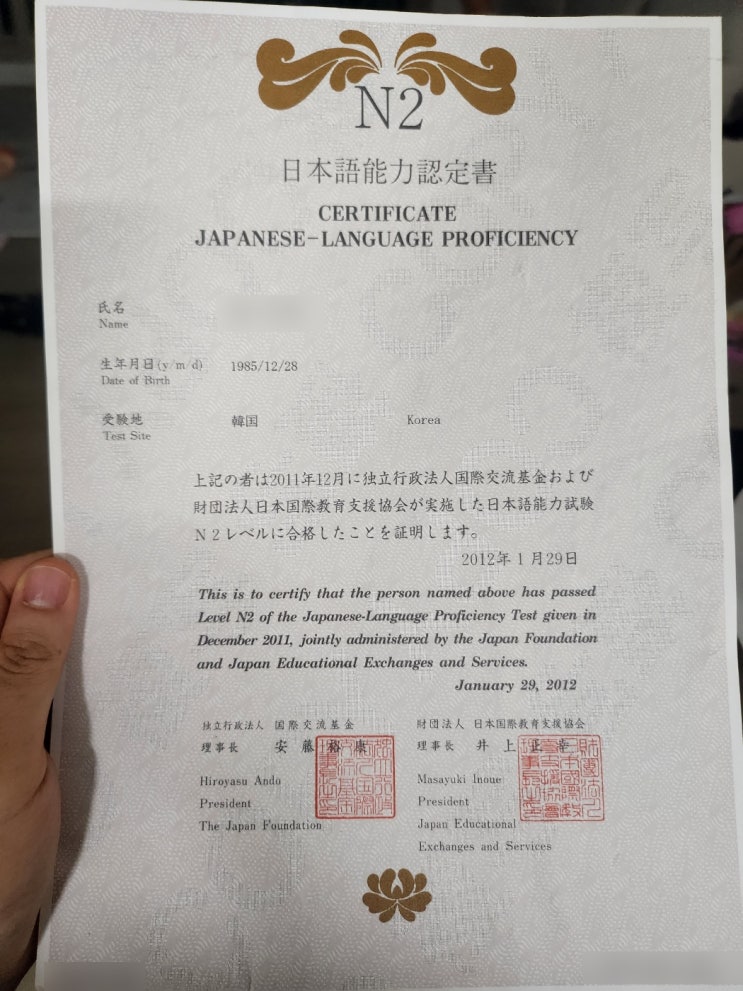 N2
日本語能力認定書
CERTIFICATE
JAPANESE-LANGUAGE PROFICIENCY
氏名
Name
生年月日(y/m/d) 1985/12/28
Date of Birth
受験地 韓国 Korea
Test Site
上記の者は2011年12月に独立行政法人国際交流基金および
財団法人日本国際教育支援協会が実施した日本語能力試験
N2レベルに合格したことを証明します。
2012年1月29日
This is to certify that the person named above has passed
Level N2 of the Japanese-Language Proficiency Test given in
December 2011, jointly administered by the Japan Foundation
and Japan Educational Exchanges and Services.
January 29, 2012
独立行政法人 国際交流基金
理事長 安藤裕康
Hiroyasu Ando
President
The Japan Foundation
財団法人 日本国際教育支援協会
理事長 井上正幸
Masayuki Inoue
President
Japan Educational
Exchanges and Services